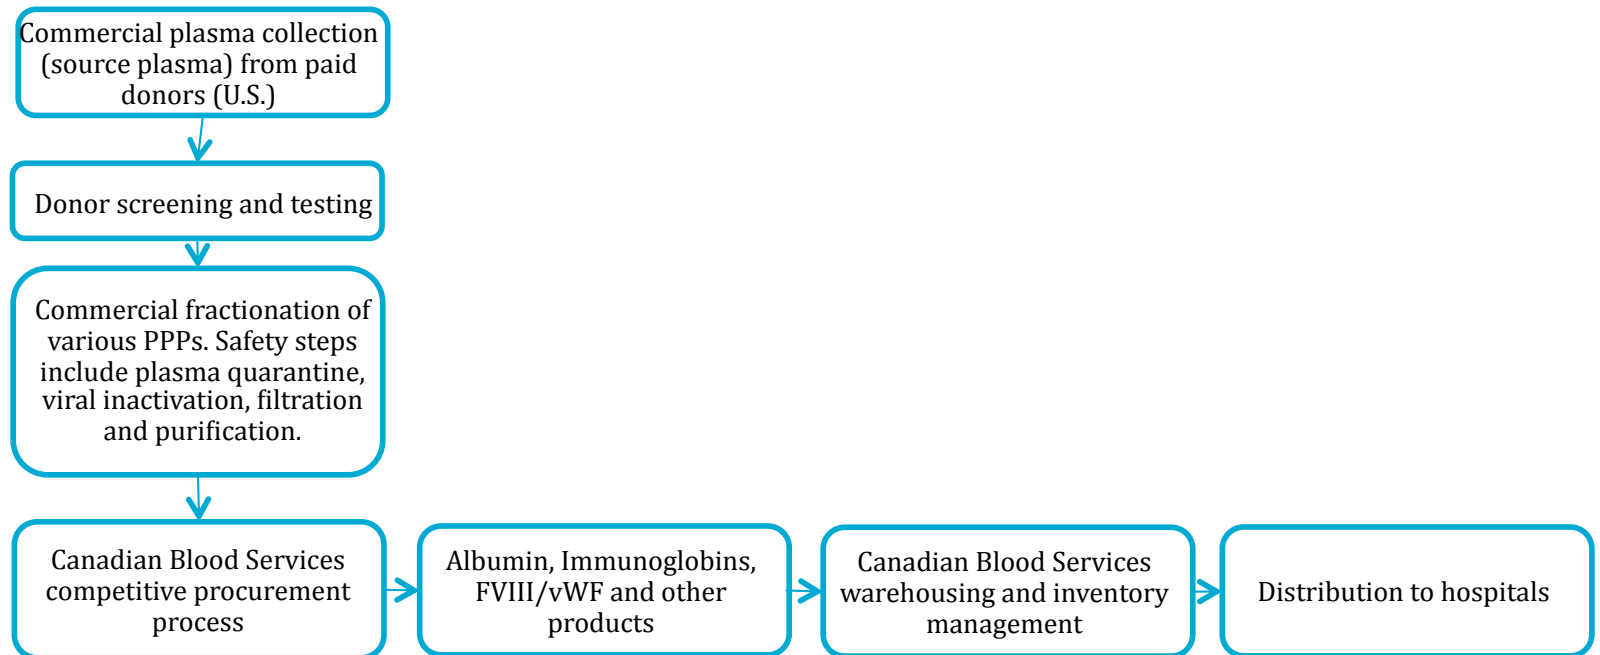 Commercial plasma collection
(source plasma) from paid
donors (U.S.)
Donor screening and testing
Commercial fractionation of
various PPPs. Safety steps
include plasma quarantine,
viral inactivation, filtration
and purification.
Canadian Blood Services
competitive procurement
process
Albumin, Immunoglobins,
FVIII/vWF and other
products
Canadian Blood Services
warehousing and inventory
management
Distribution to hospitals